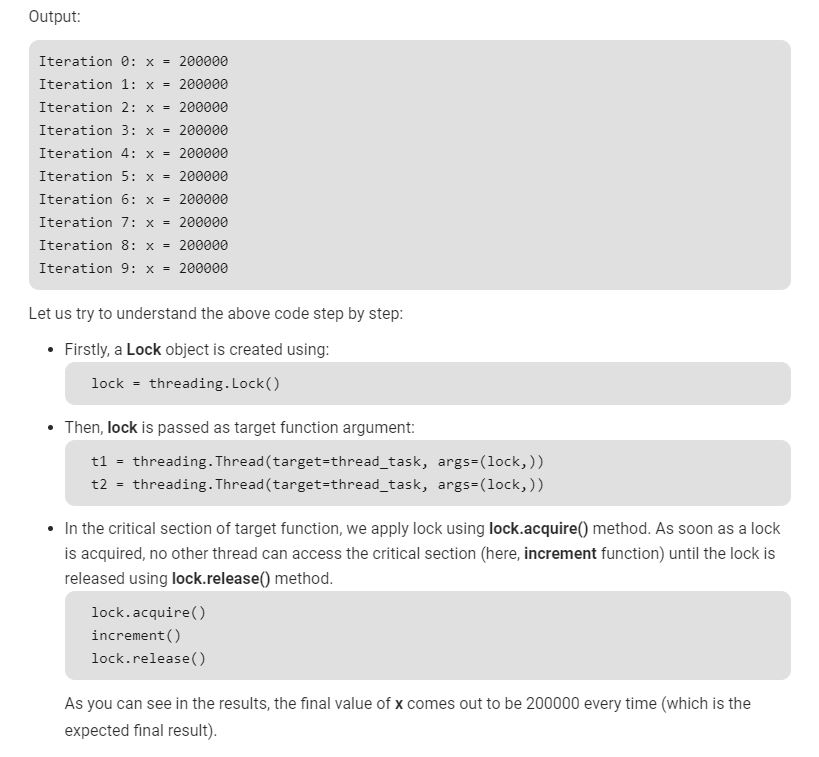 Output:
Iteration 0: x = 200000
Iteration 1: x = 200000
Iteration 2: x = 200000
Iteration 3: x = 200000
Iteration 4: x = 200000
Iteration 5: x = 200000
Iteration 6: x = 200000
Iteration 7: x = 200000
Iteration 8: x = 200000
Iteration 9: x = 200000
Let us try to understand the above code step by step:
• Firstly, a Lock object is created using:
lock = threading.Lock()
• Then, lock is passed as target function argument:
t1 = threading.Thread(target=thread_task, args=(lock,))
t2 = threading.Thread(target=thread_task, args=(lock,))
• In the critical section of target function, we apply lock using lock.acquire() method. As soon as a lock
is acquired, no other thread can access the critical section (here, increment function) until the lock is
released using lock.release() method.
lock.acquire()
increment()
lock.release()
As you can see in the results, the final value of x comes out to be 200000 every time (which is the
expected final result).